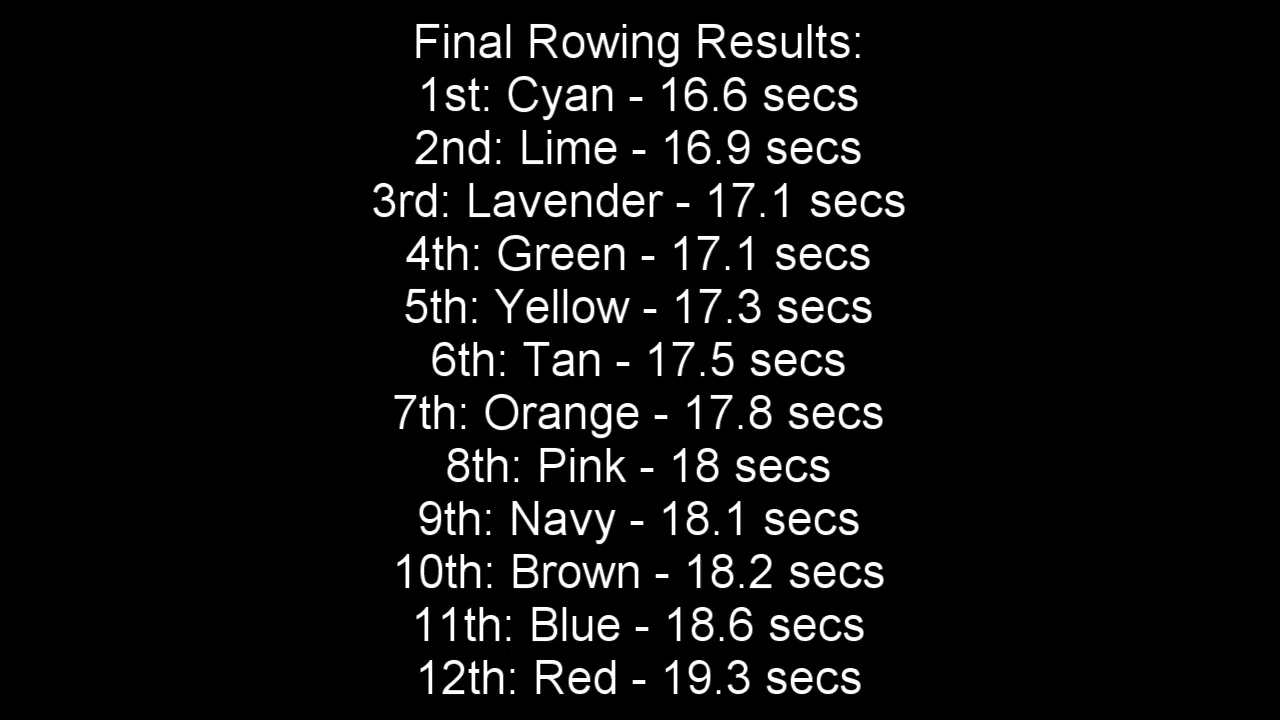 Final Rowing Results:
1st: Cyan - 16.6 secs
2nd: Lime - 16.9 secs
3rd: Lavender - 17.1 secs
4th: Green - 17.1 secs
5th: Yellow - 17.3 secs
6th: Tan - 17.5 secs
7th: Orange - 17.8 secs
8th: Pink - 18 secs
9th: Navy - 18.1 secs
10th: Brown - 18.2 secs
11th: Blue - 18.6 secs
12th: Red - 19.3 secs